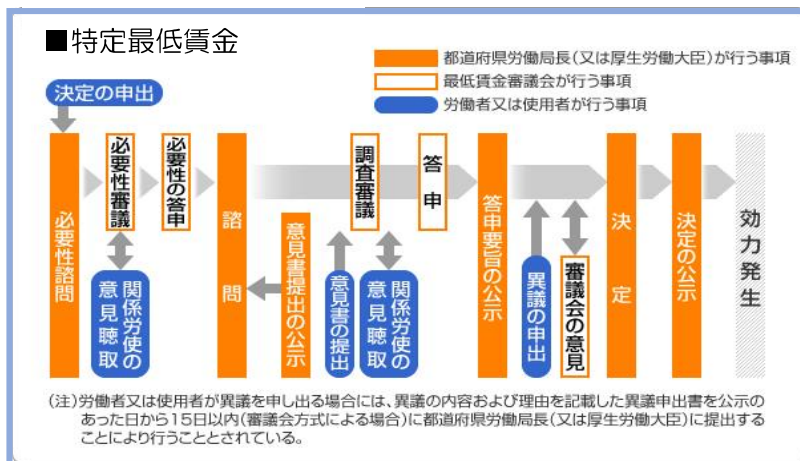 ■特定最低賃金
都道府県労働局長(又は厚生労働大臣)が行う事項
最低賃金審議会が行う事項
労働者又は使用者が行う事項
決定の申出
必要性諮問
必要性審議
関係労使の
意見聴取
必要性の答申
諮問
意見書提出の公示
意見書の提出
調査審議
関係労使の
意見聴取
答申
答申要旨の公示
異議の申出
審議会の意見
決定
決定の公示
効力発生
(注)労働者又は使用者が異議を申し出る場合には、異議の内容および理由を記載した異議申出書を公示の
あった日から15日以内(審議会方式による場合)に都道府県労働局長(又は厚生労働大臣)に提出する
ことにより行うこととされている。